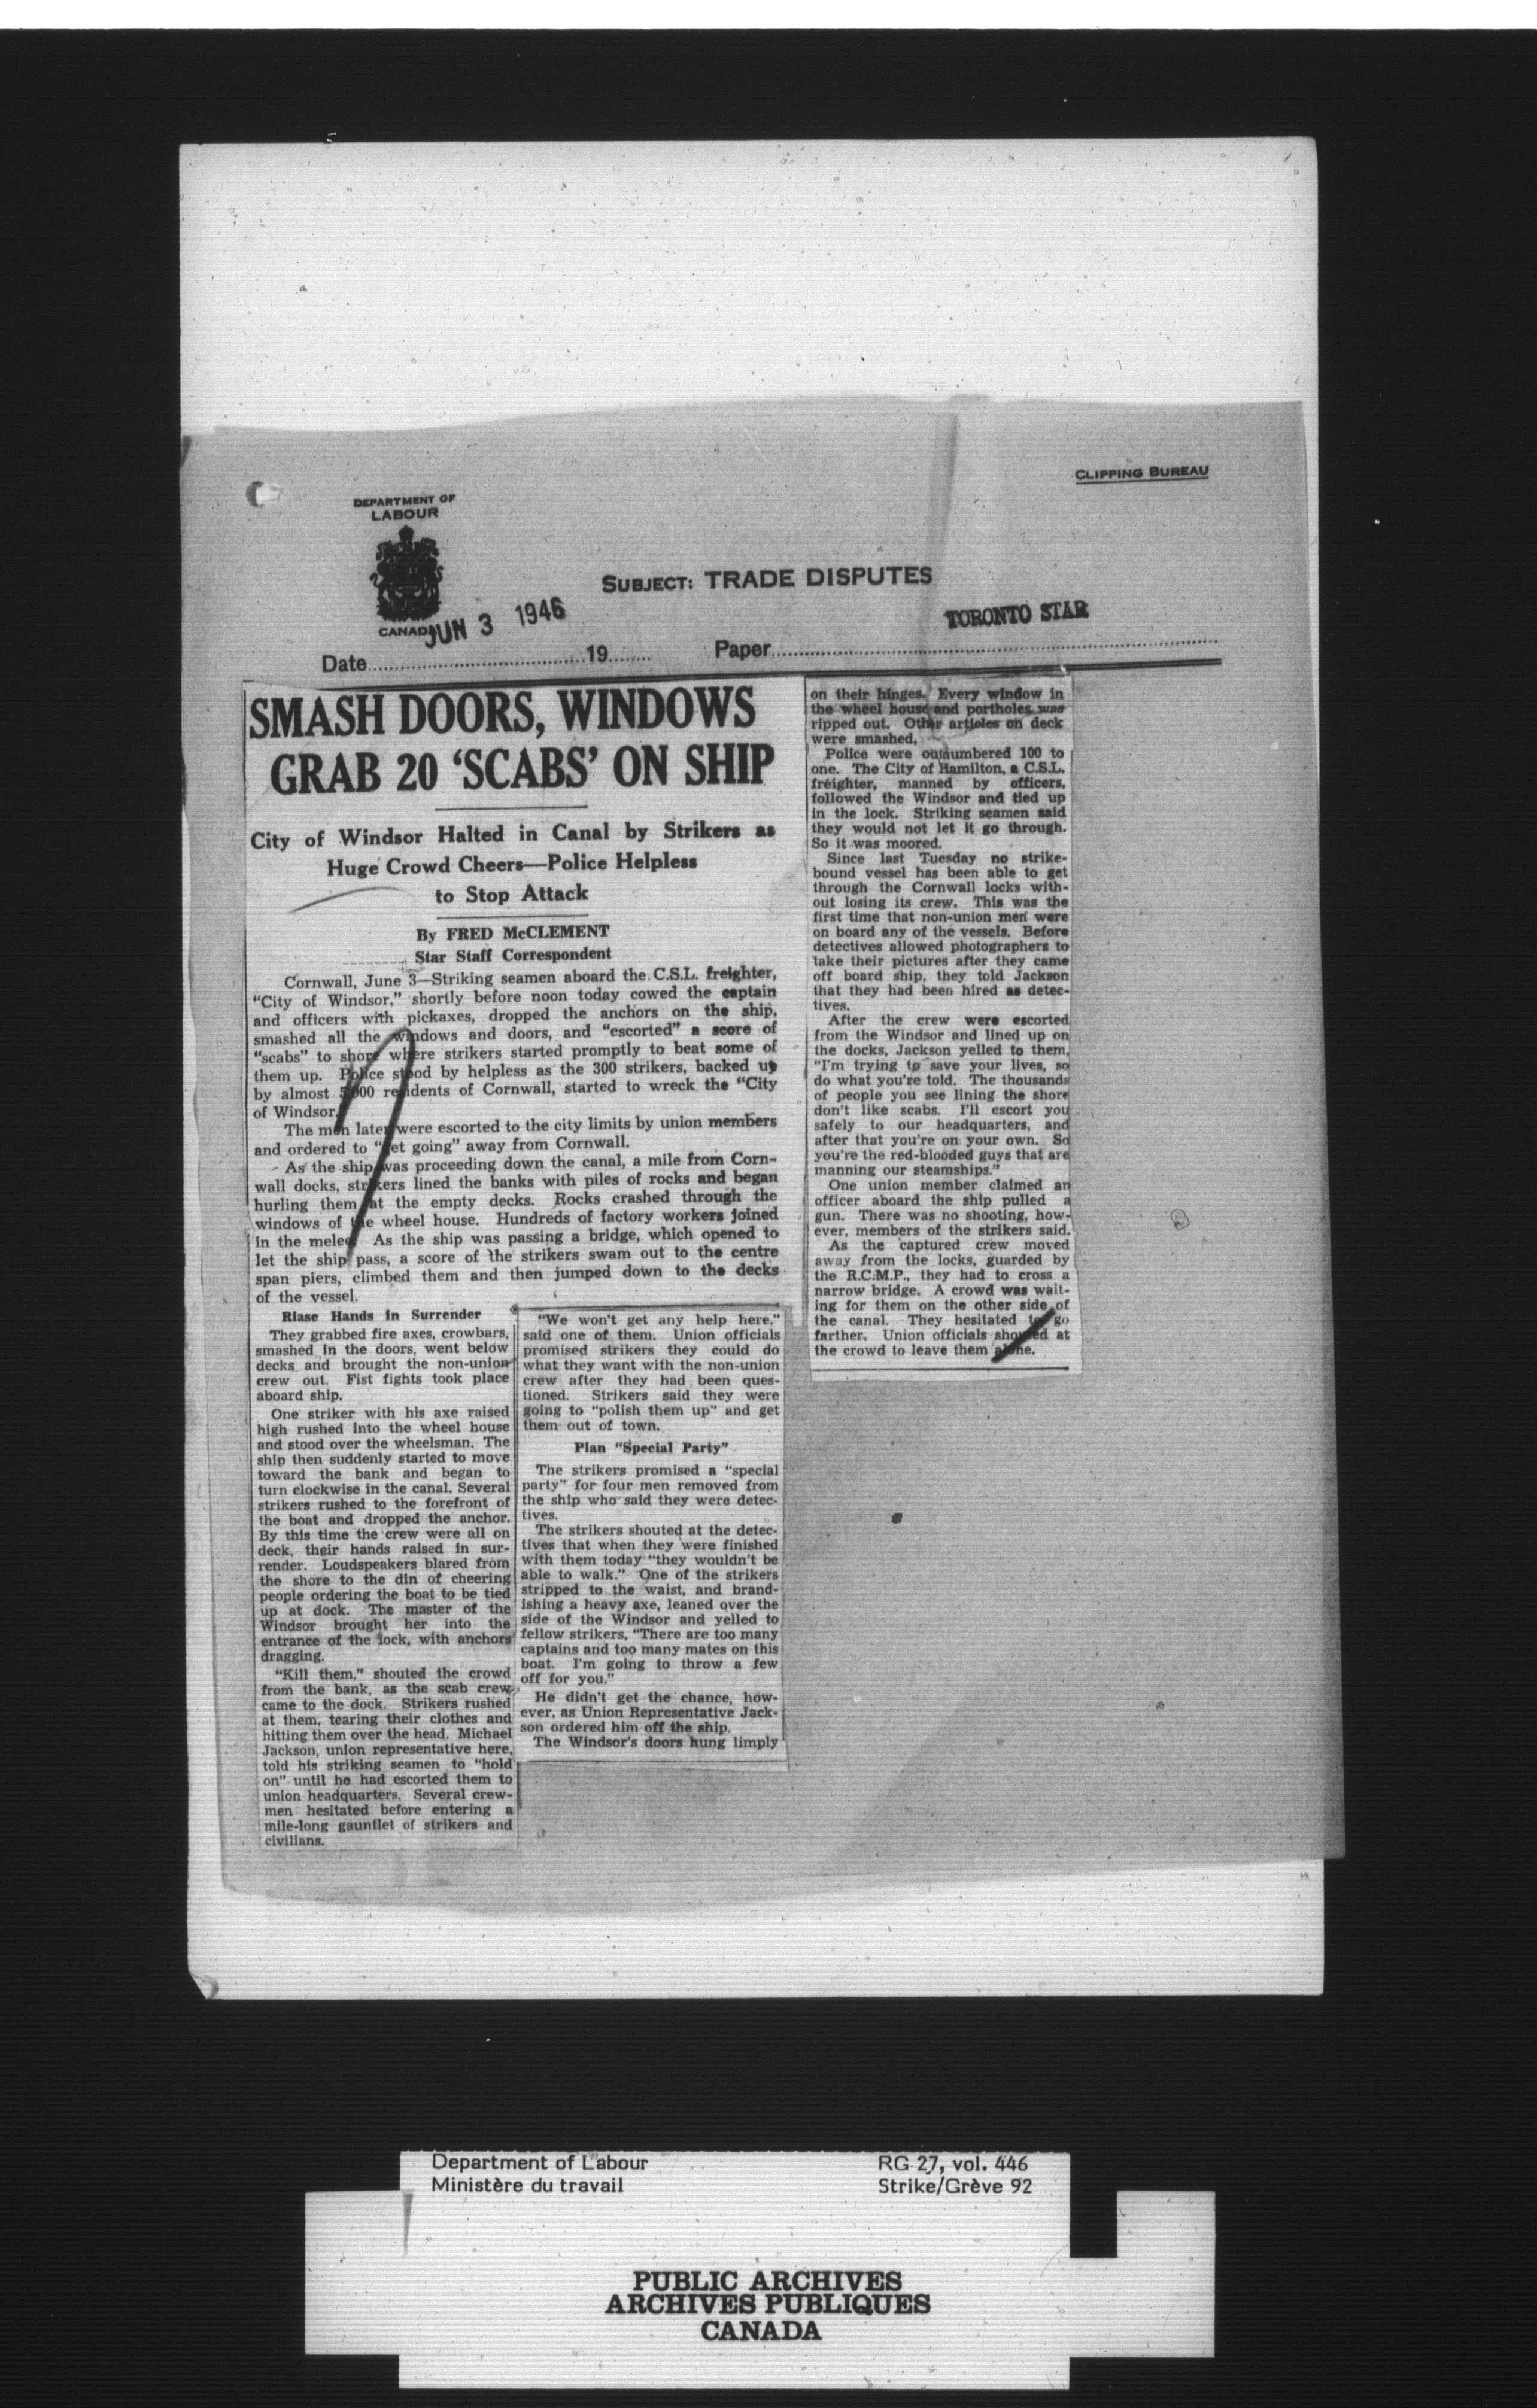 CLIPPING BUREAU
DEPARTMENT OF
LABOUR
CANADA
SUBJECT: TRADE DISPUTES
JUN 3 1946
TORONTO STAR
Date 19 Paper
SMASH DOORS, WINDOWS
GRAB 20 'SCABS' ON SHIP
City of Windsor Halted in Canal by Strikers as
Huge Crowd Cheers—Police Helpless
to Stop Attack
By FRED McCLEMENT
Star Staff Correspondent
Cornwall, June 3—Striking seamen aboard the C.S.L. freighter,
"City of Windsor," shortly before noon today cowed the captain
and officers with pickaxes, dropped the anchors on the ship,
smashed all the windows and doors, and "escorted" a score of
"scabs" to shore where strikers started promptly to beat some of
them up. Police stood by helpless as the 300 strikers, backed up
by almost 5,000 residents of Cornwall, started to wreck the "City
of Windsor.
The men later were escorted to the city limits by union members
and ordered to "get going" away from Cornwall.
As the ship was proceeding down the canal, a mile from Corn-
wall docks, strikers lined the banks with piles of rocks and began
hurling them at the empty decks. Rocks crashed through the
windows of the wheel house. Hundreds of factory workers joined
in the melee. As the ship was passing a bridge, which opened to
let the ship pass, a score of the strikers swam out to the centre
span piers, climbed them and then jumped down to the decks
of the vessel.
Riase Hands in Surrender
They grabbed fire axes, crowbars,
smashed in the doors, went below
decks and brought the non-union
crew out. Fist fights took place
aboard ship.
One striker with his axe raised
high rushed into the wheel house
and stood over the wheelsman. The
ship then suddenly started to move
toward the bank and began to
turn clockwise in the canal. Several
strikers rushed to the forefront of
the boat and dropped the anchor.
By this time the crew were all on
deck, their hands raised in sur-
render. Loudspeakers blared from
the shore to the din of cheering
people ordering the boat to be tied
up at dock. The master of the
Windsor brought her into the
entrance of the lock, with anchors
dragging.
"Kill them," shouted the crowd
from the bank, as the scab crew
came to the dock. Strikers rushed
at them, tearing their clothes and
hitting them over the head. Michael
Jackson, union representative here,
told his striking seamen to "hold
on" until he had escorted them to
union headquarters. Several crew-
men hesitated before entering a
mile-long gauntlet of strikers and
civilians.
"We won't get any help here,"
said one of them. Union officials
promised strikers they could do
what they want with the non-union
crew after they had been ques-
tioned. Strikers said they were
going to "polish them up" and get
them out of town.
Plan "Special Party"
The strikers promised a "special
party" for four men removed from
the ship who said they were detec-
tives.
The strikers shouted at the detec-
tives that when they were finished
with them today "they wouldn't be
able to walk." One of the strikers
stripped to the waist, and brand-
ishing a heavy axe, leaned over the
side of the Windsor and yelled to
fellow strikers, "There are too many
captains and too many mates on this
boat. I'm going to throw a few
off for you."
He didn't get the chance, how-
ever, as Union Representative Jack-
son ordered him off the ship.
The Windsor's doors hung limply
on their hinges. Every window in
the wheel house and portholes was
ripped out. Other articles on deck
were smashed.
Police were outnumbered 100 to
one. The City of Hamilton, a C.S.L.
freighter, manned by officers,
followed the Windsor and tied up
in the lock. Striking seamen said
they would not let it go through.
So it was moored.
Since last Tuesday no strike-
bound vessel has been able to get
through the Cornwall locks with-
out losing its crew. This was the
first time that non-union men were
on board any of the vessels. Before
detectives allowed photographers to
take their pictures after they came
off board ship, they told Jackson
that they had been hired as detec-
tives.
After the crew were escorted
from the Windsor and lined up on
the docks, Jackson yelled to them,
"I'm trying to save your lives, so
do what you're told. The thousands
of people you see lining the shore
don't like scabs. I'll escort you
safely to our headquarters, and
after that you're on your own. So
you're the red-blooded guys that are
manning our steamships."
One union member claimed an
officer aboard the ship pulled a
gun. There was no shooting, how-
ever, members of the strikers said.
As the captured crew moved
away from the locks, guarded by
the R.C.M.P., they had to cross a
narrow bridge. A crowd was wait-
ing for them on the other side of
the canal. They hesitated to go
farther. Union officials shouted at
the crowd to leave them alone.
Department of Labour
Ministère du travail
RG 27, vol. 446
Strike/Grève 92
PUBLIC ARCHIVES
ARCHIVES PUBLIQUES
CANADA